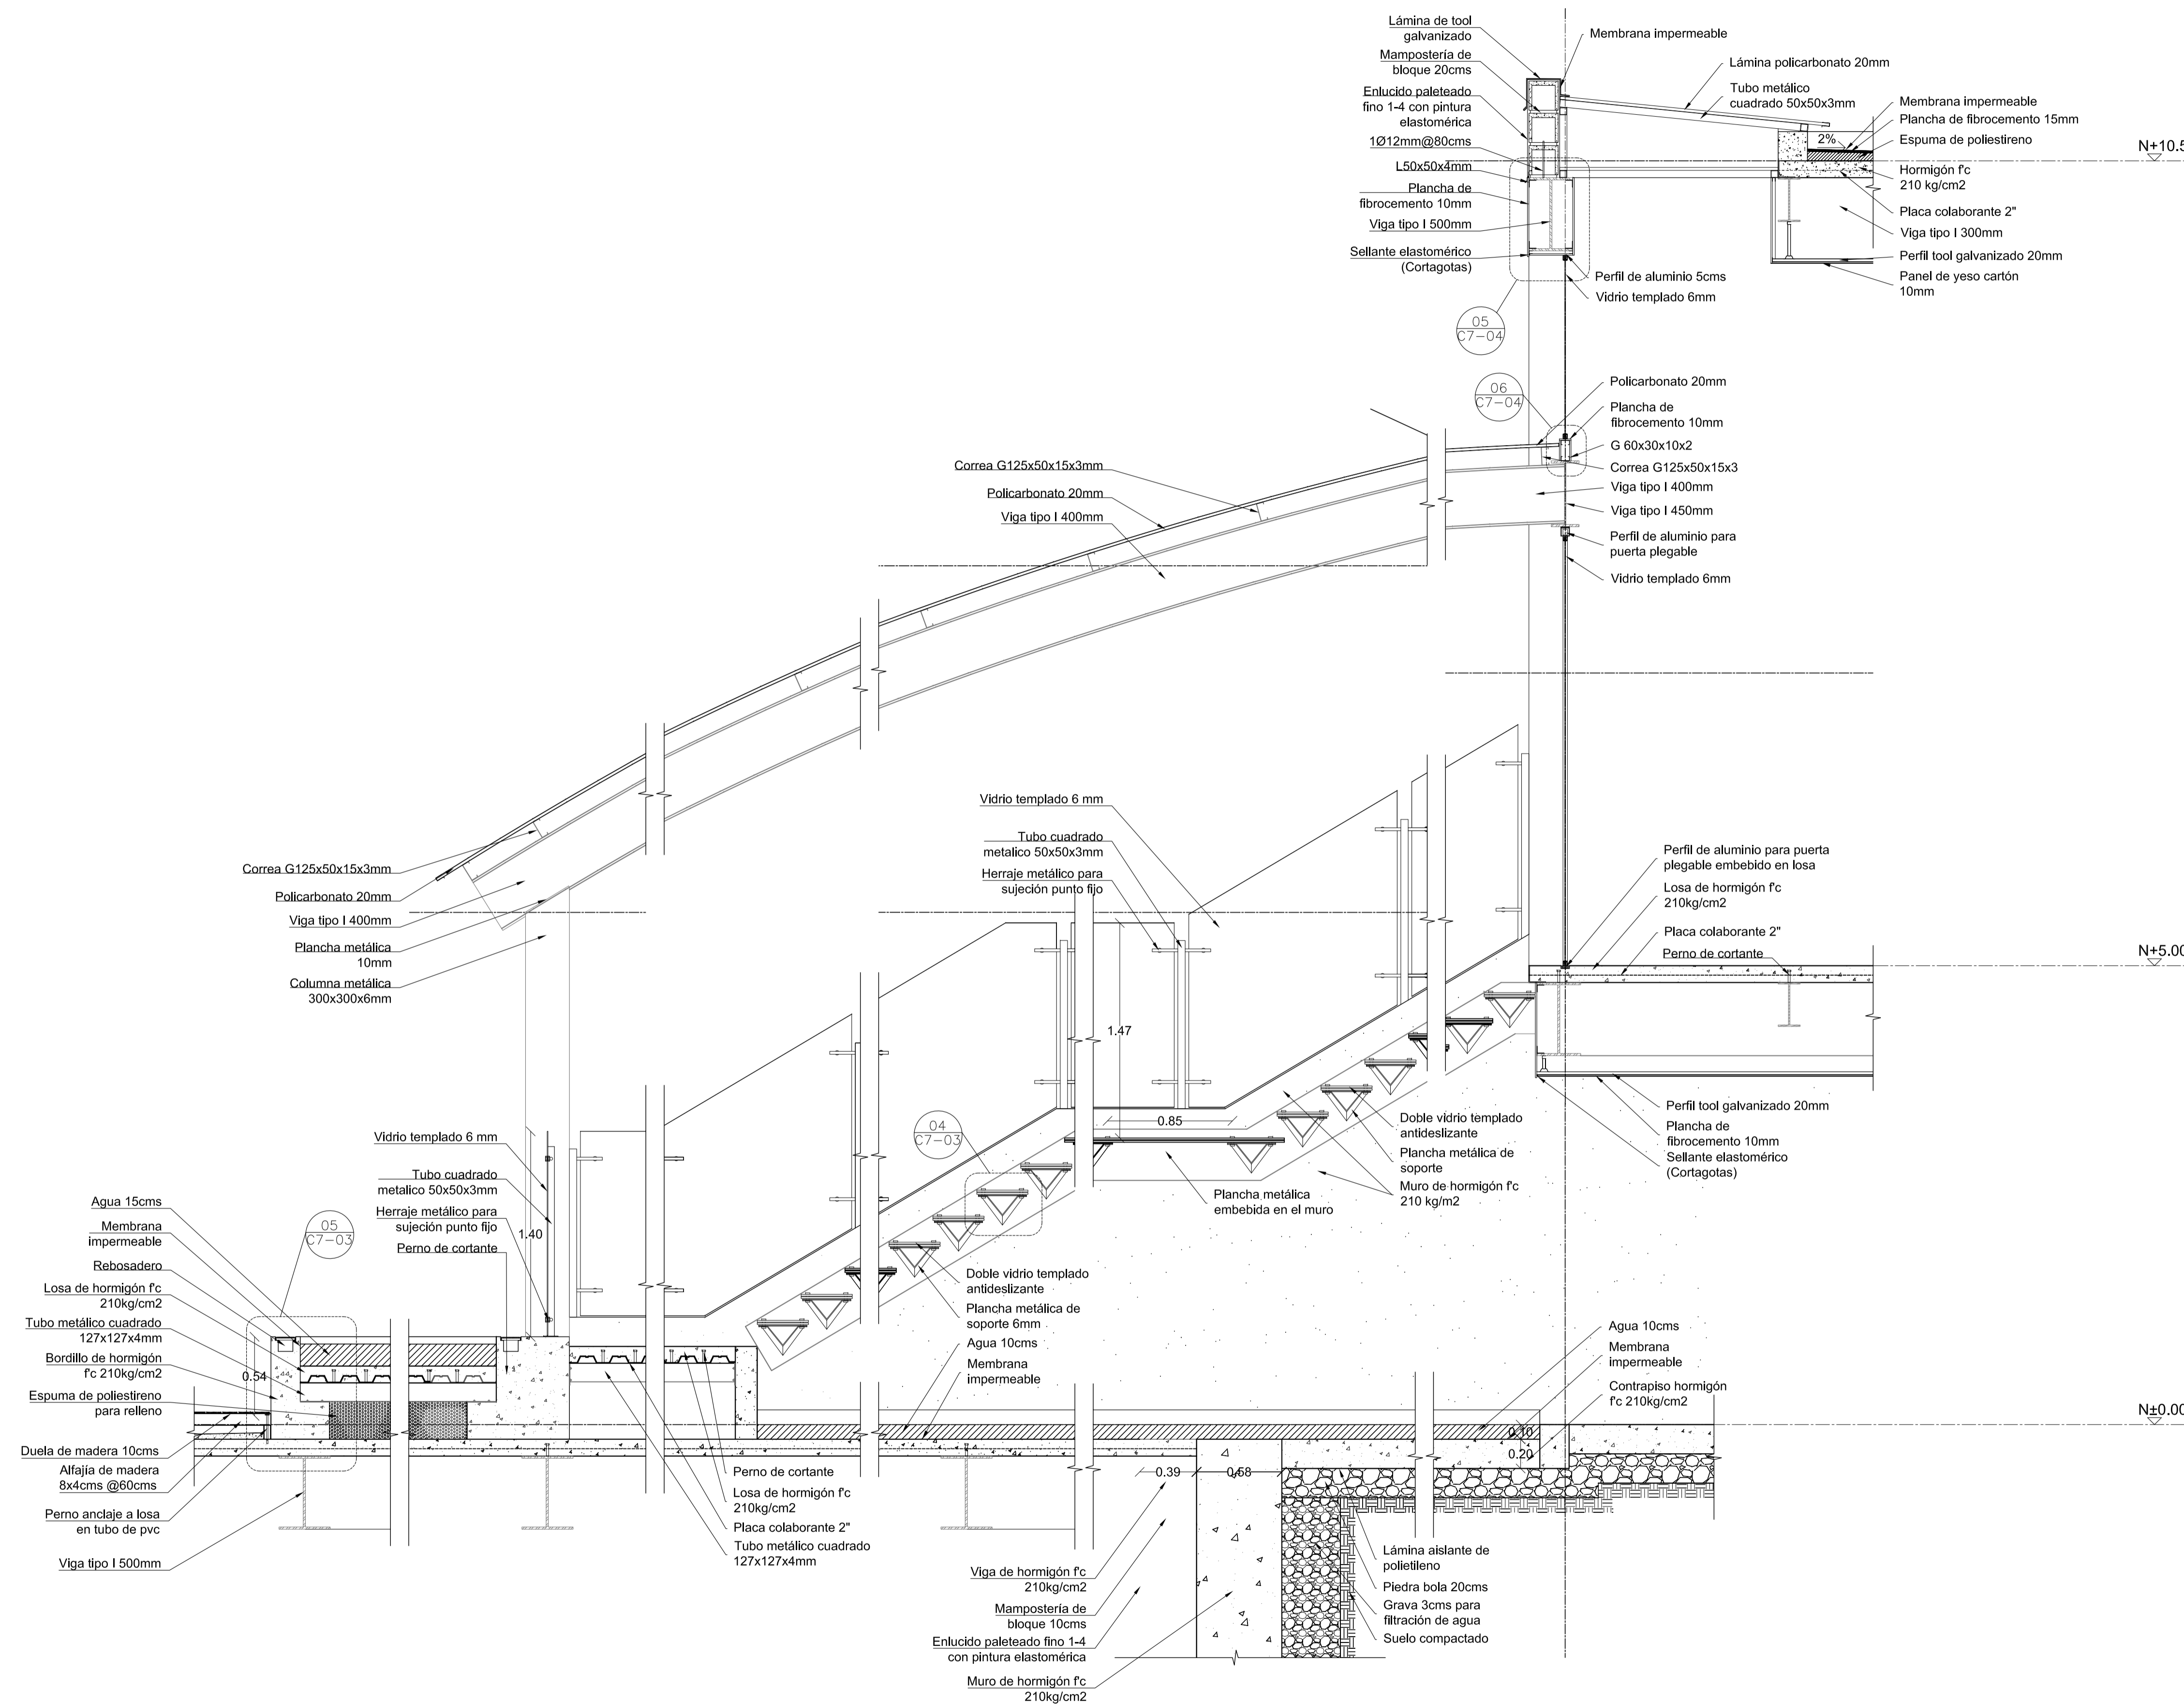 Lámina de tool
galvanizado
Mampostería de
bloque 20cms
Enlucido paleteado
fino 1-4 con pintura
elastomérica
1Ø12mm@80cms
L50x50x4mm
Plancha de
fibrocemento 10mm
Viga tipo I 500mm
Sellante elastomérico
(Cortagotas)
Membrana impermeable
Lámina policarbonato 20mm
Tubo metálico
cuadrado 50x50x3mm
Membrana impermeable
Plancha de fibrocemento 15mm
Espuma de poliestireno
2%
N+10.5
Hormigón f'c
210 kg/cm2
Placa colaborante 2"
Viga tipo I 300mm
Perfil tool galvanizado 20mm
Panel de yeso cartón
10mm
Perfil de aluminio 5cms
Vidrio templado 6mm
05
C7-04
06
C7-04
Policarbonato 20mm
Plancha de
fibrocemento 10mm
G 60x30x10x2
Correa G125x50x15x3
Viga tipo I 400mm
Viga tipo I 450mm
Perfil de aluminio para
puerta plegable
Vidrio templado 6mm
Correa G125x50x15x3mm
Policarbonato 20mm
Viga tipo I 400mm
Correa G125x50x15x3mm
Policarbonato 20mm
Viga tipo I 400mm
Plancha metálica
10mm
Columna metálica
300x300x6mm
Vidrio templado 6 mm
Tubo cuadrado
metalico 50x50x3mm
Herraje metálico para
sujeción punto fijo
1.47
0.85
Perfil de aluminio para puerta
plegable embebido en losa
Losa de hormigón f'c
210kg/cm2
Placa colaborante 2"
Perno de cortante
N+5.00
Perfil tool galvanizado 20mm
Plancha de
fibrocemento 10mm
Sellante elastomérico
(Cortagotas)
Doble vidrio templado
antideslizante
Plancha metálica de
soporte
Muro de hormigón f'c
210 kg/m2
Plancha metálica
embebida en el muro
04
C7-03
Vidrio templado 6 mm
Tubo cuadrado
metalico 50x50x3mm
Herraje metálico para
sujeción punto fijo
Perno de cortante
1.40
05
C7-03
Agua 15cms
Membrana
impermeable
Rebosadero
Losa de hormigón f'c
210kg/cm2
Tubo metálico cuadrado
127x127x4mm
Bordillo de hormigón
f'c 210kg/cm2
Espuma de poliestireno
para relleno
0.54
Duela de madera 10cms
Alfajía de madera
8x4cms @60cms
Perno anclaje a losa
en tubo de pvc
Viga tipo I 500mm
Doble vidrio templado
antideslizante
Plancha metálica de
soporte 6mm
Agua 10cms
Membrana
impermeable
Perno de cortante
Losa de hormigón f'c
210kg/cm2
Placa colaborante 2"
Tubo metálico cuadrado
127x127x4mm
0.39
0.58
Viga de hormigón f'c
210kg/cm2
Mampostería de
bloque 10cms
Enlucido paleteado fino 1-4
con pintura elastomérica
Muro de hormigón f'c
210kg/cm2
Agua 10cms
Membrana
impermeable
Contrapiso hormigón
f'c 210kg/cm2
0.10
0.20
N±0.00
Lámina aislante de
polietileno
Piedra bola 20cms
Grava 3cms para
filtración de agua
Suelo compactado